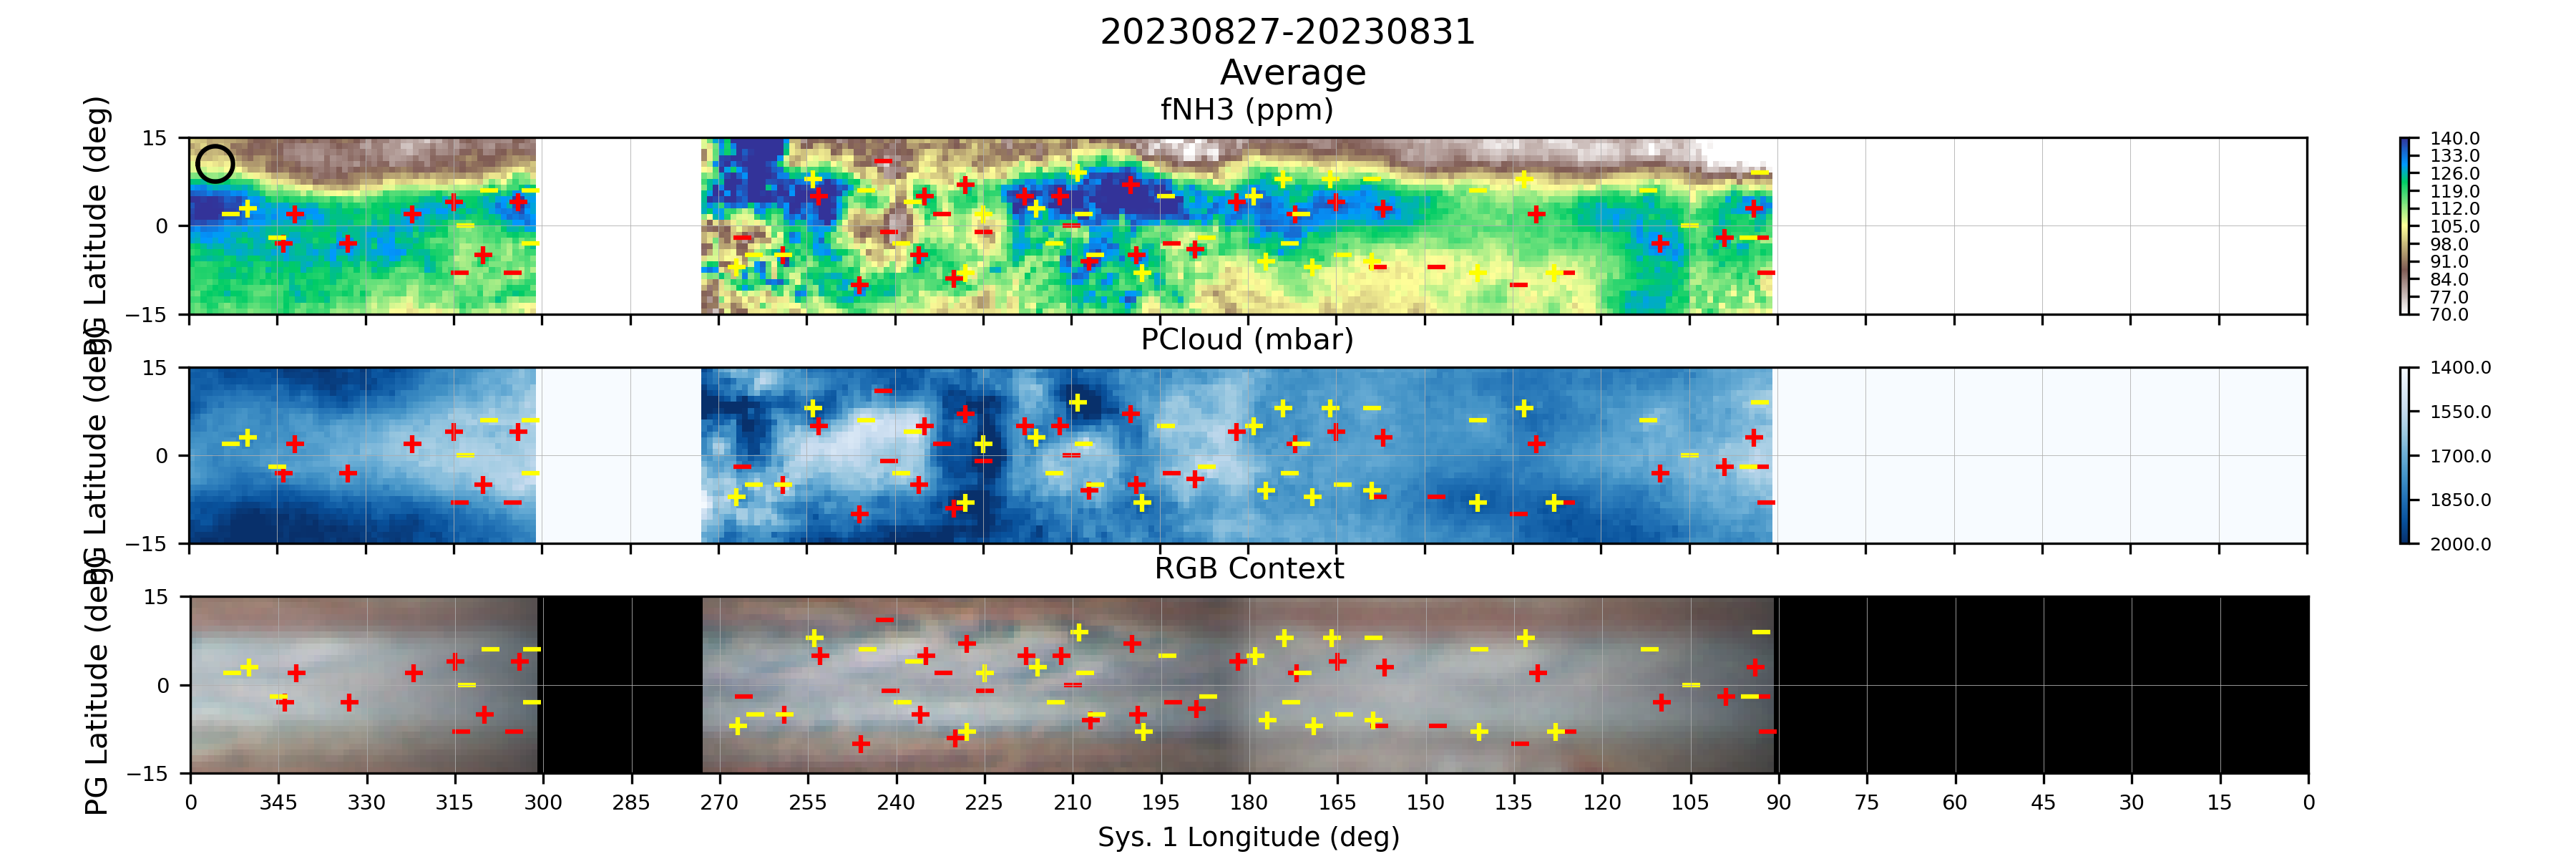 20230827-20230831
Average
fNH3 (ppm)
PG Latitude (deg)
15
0
−15
140.0
133.0
126.0
119.0
112.0
105.0
98.0
91.0
84.0
77.0
70.0
PCloud (mbar)
PG Latitude (deg)
15
0
−15
1400.0
1550.0
1700.0
1850.0
2000.0
RGB Context
PG Latitude (deg)
15
0
−15
0 345 330 315 300 285 270 255 240 225 210 195 180 165 150 135 120 105 90 75 60 45 30 15 0
Sys. 1 Longitude (deg)